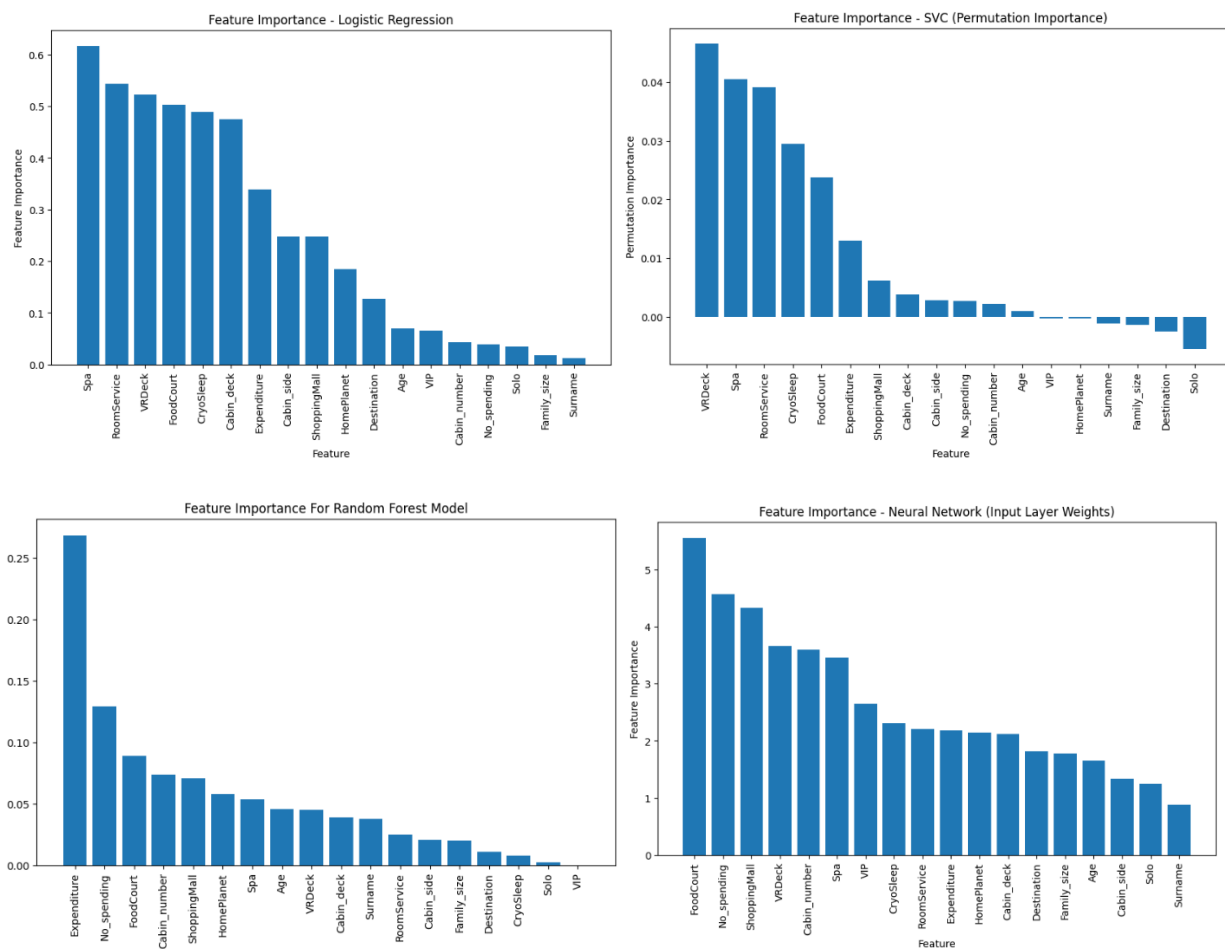 Feature Importance - Logistic Regression
Feature Importance
0.6
0.5
0.4
0.3
0.2
0.1
0.0
Spa
RoomService
VRDeck
FoodCourt
CryoSleep
Cabin_deck
Expenditure
Cabin_side
ShoppingMall
HomePlanet
Destination
Age
VIP
Cabin_number
No_spending
Solo
Family_size
Surname
Feature
Feature Importance - SVC (Permutation Importance)
Permutation Importance
0.04
0.03
0.02
0.01
0.00
VRDeck
Spa
RoomService
CryoSleep
FoodCourt
Expenditure
ShoppingMall
Cabin_deck
Cabin_side
No_spending
Cabin_number
Age
VIP
HomePlanet
Surname
Family_size
Destination
Solo
Feature
Feature Importance For Random Forest Model
0.25
0.20
0.15
0.10
0.05
0.00
Expenditure
No_spending
FoodCourt
Cabin_number
ShoppingMall
HomePlanet
Spa
Age
VRDeck
Cabin_deck
Surname
RoomService
Cabin_side
Family_size
Destination
CryoSleep
Solo
VIP
Feature Importance - Neural Network (Input Layer Weights)
Feature Importance
5
4
3
2
1
0
FoodCourt
No_spending
ShoppingMall
VRDeck
Cabin_number
Spa
VIP
CryoSleep
RoomService
Expenditure
HomePlanet
Cabin_deck
Destination
Family_size
Age
Cabin_side
Solo
Surname
Feature